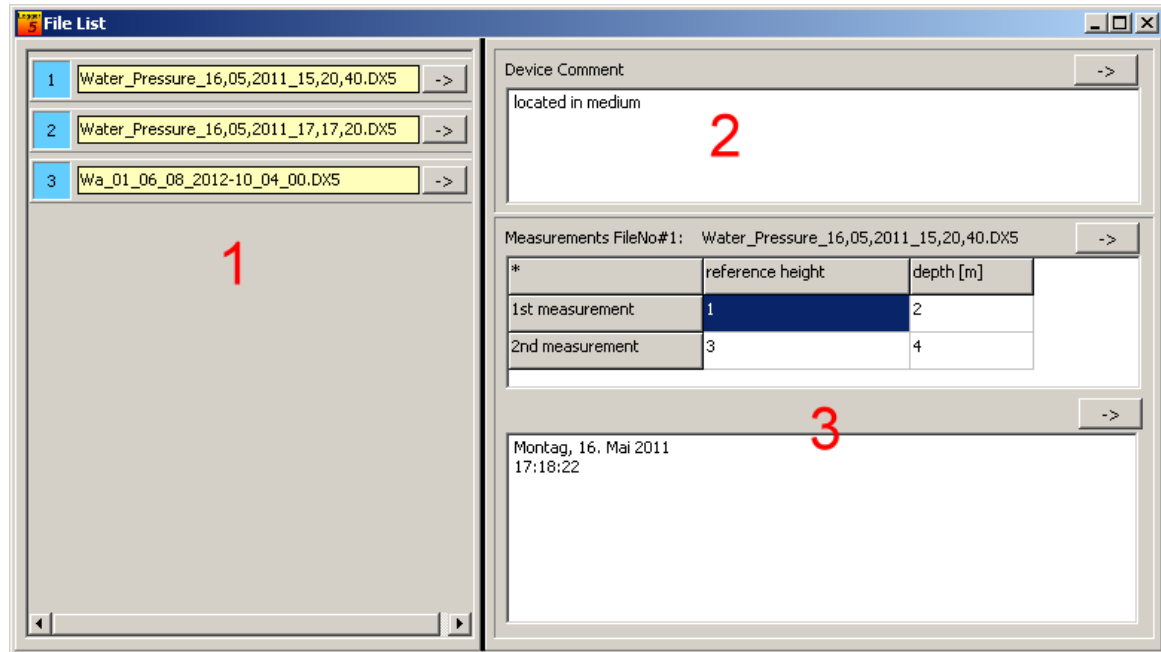 Logger 5 File List
1 Water_Pressure_16,05,2011_15,20,40.DX5 ->
2 Water_Pressure_16,05,2011_17,17,20.DX5 ->
3 Wa_01_06_08_2012-10_04_00.DX5 ->
1
Device Comment ->
located in medium
2
Measurements FileNo#1: Water_Pressure_16,05,2011_15,20,40.DX5 ->
* reference height depth [m]
1st measurement 1 2
2nd measurement 3 4
->
3
Montag, 16. Mai 2011
17:18:22